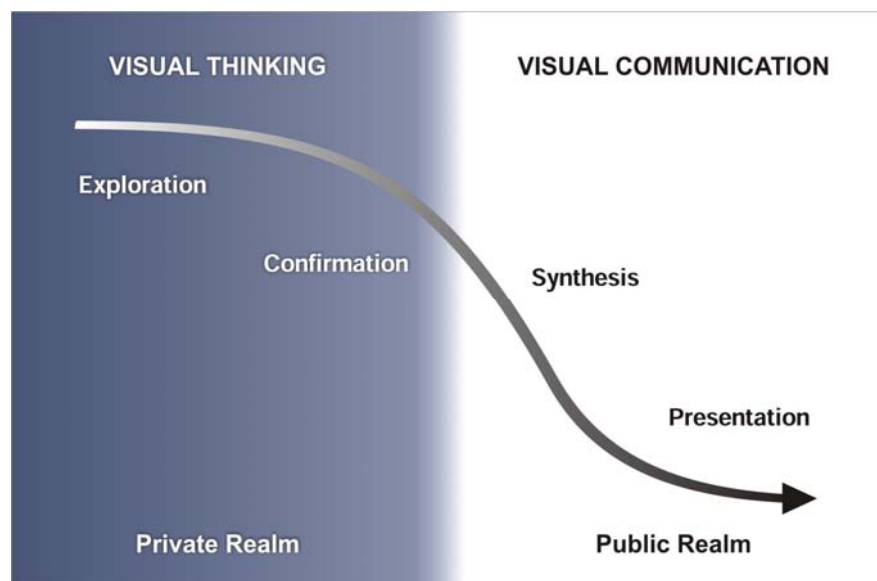 VISUAL THINKING
VISUAL COMMUNICATION
Exploration
Confirmation
Synthesis
Presentation
Private Realm
Public Realm